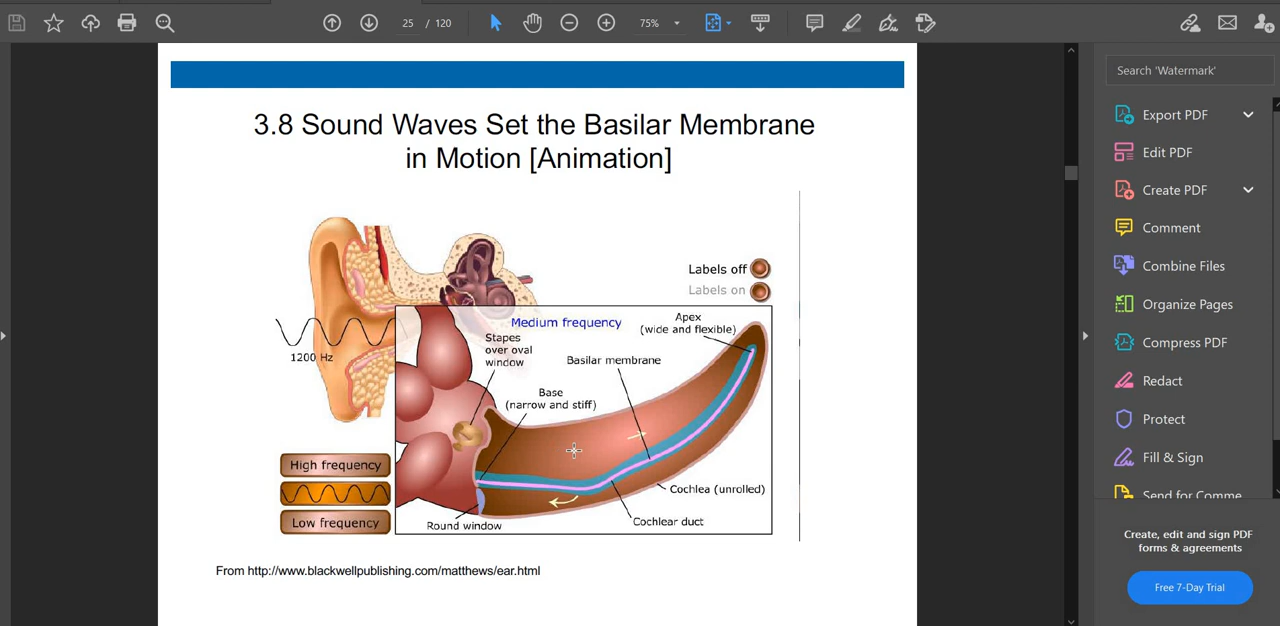 25 / 120
75%
Search 'Watermark'
3.8 Sound Waves Set the Basilar Membrane
in Motion [Animation]
Labels off
Labels on
1200 Hz
Medium frequency
Stapes
over oval
window
Apex
(wide and flexible)
Basilar membrane
Base
(narrow and stiff)
Cochlea (unrolled)
Cochlear duct
Round window
High frequency
Low frequency
From http://www.blackwellpublishing.com/matthews/ear.html
Export PDF
Edit PDF
Create PDF
Comment
Combine Files
Organize Pages
Compress PDF
Redact
Protect
Fill & Sign
Send for Comme
Create, edit and sign PDF
forms & agreements
Free 7-Day Trial